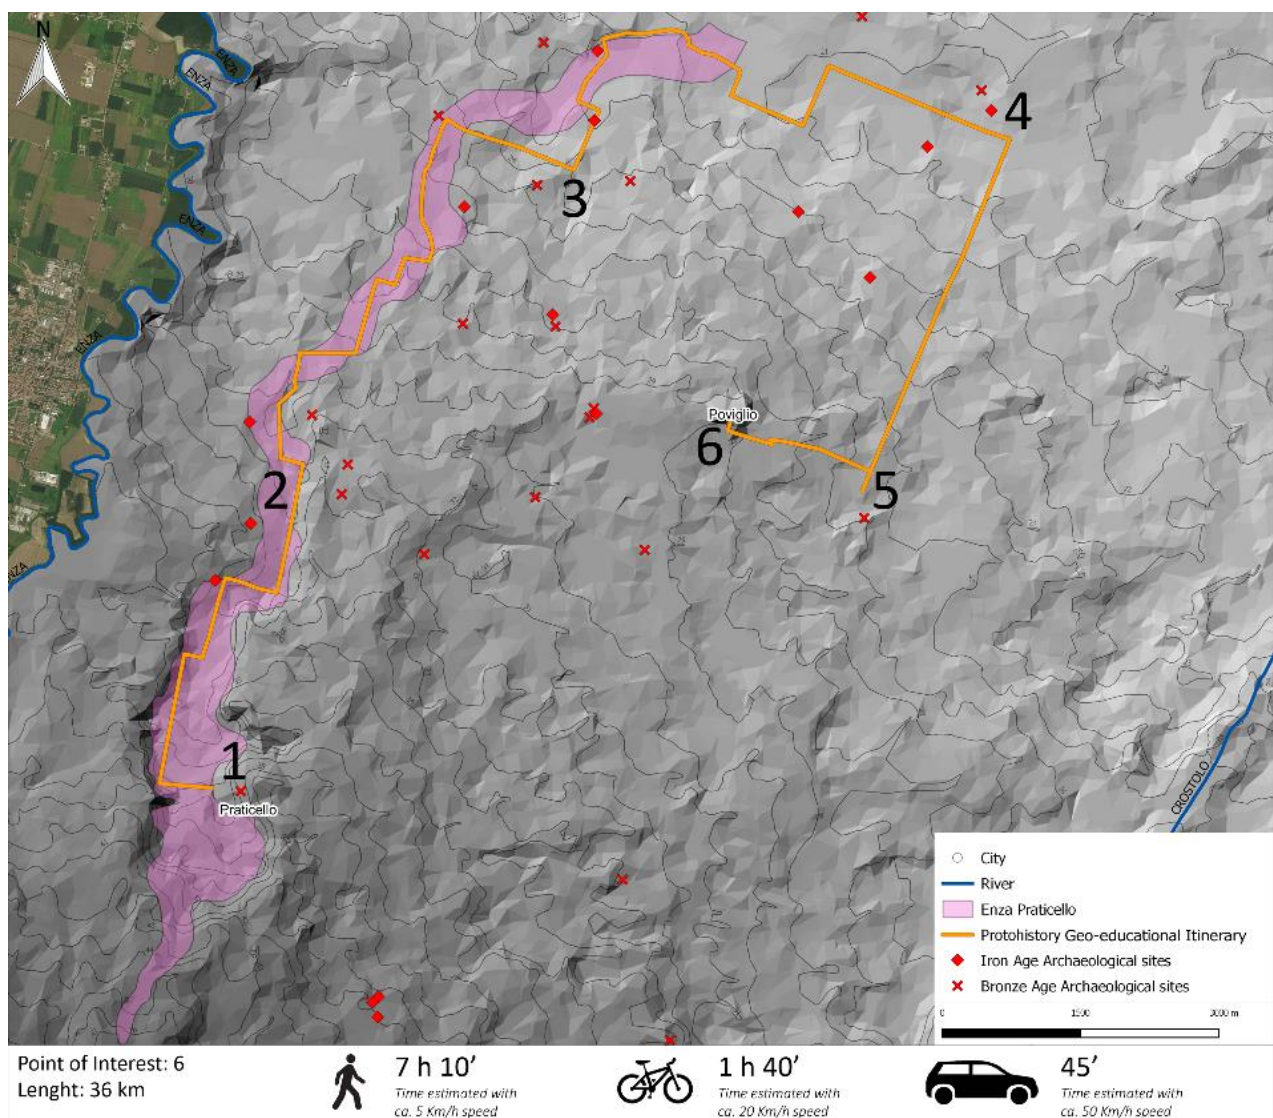 N
ENZA
ENZA
ENZA
ENZA
ENZA
4
3
Poviglio
6
5
2
1
Praticello
CROSTOLO
City
River
Enza Praticello
Protohistory Geo-educational Itinerary
Iron Age Archaeological sites
Bronze Age Archaeological sites
0 1500 3000 m
Point of Interest: 6
Lenght: 36 km
7 h 10’
Time estimated with
ca. 5 Km/h speed
1 h 40’
Time estimated with
ca. 20 Km/h speed
45’
Time estimated with
ca. 50 Km/h speed